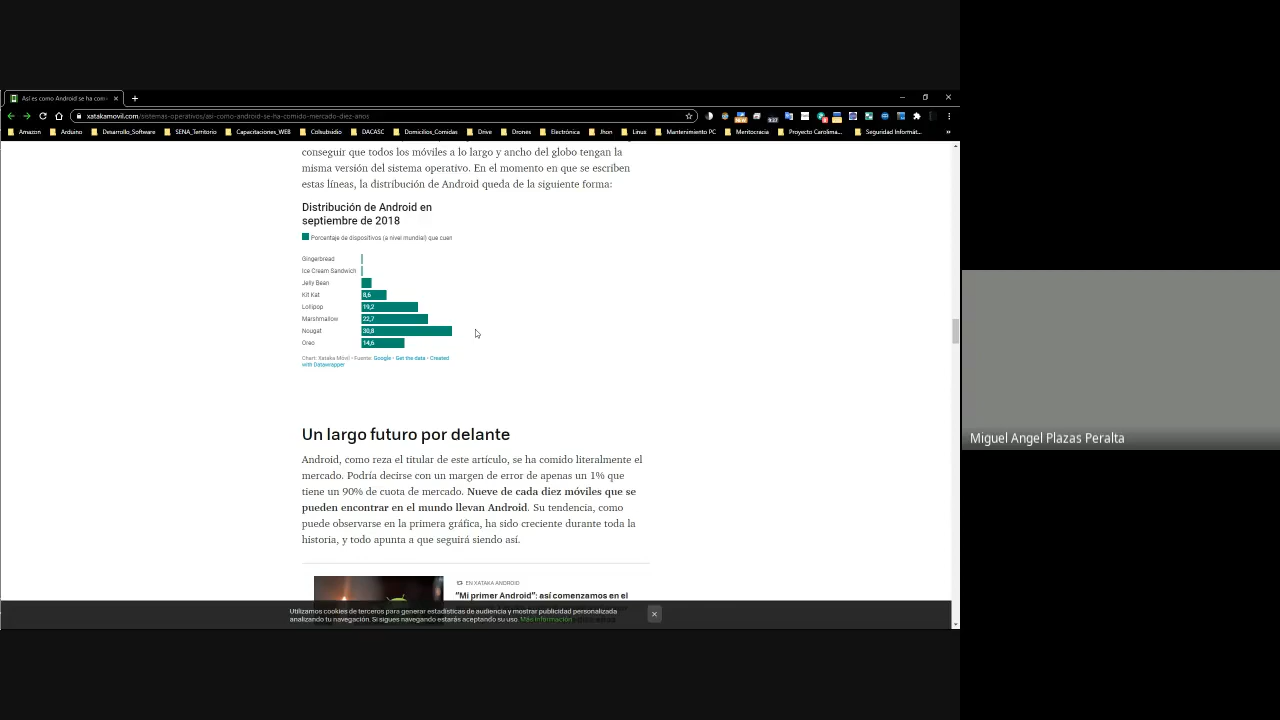 Así es como Android se ha com
xatakamovil.com/sistemas-operativos/asi-como-android-se-ha-comido-mercado-diez-anos
Amazon Arduino Desarrollo_Software SENA_Territorio Capacitaciones_WEB Colsubsidio DACASC Domicilios_Comidas Drive Drones Electrónica Jhon Linux Mantenimiento PC Meritocracia Proyecto Carolima... Seguridad Informát... »
conseguir que todos los móviles a lo largo y ancho del globo tengan la
misma versión del sistema operativo. En el momento en que se escriben
estas líneas, la distribución de Android queda de la siguiente forma:
Distribución de Android en
septiembre de 2018
Porcentaje de dispositivos (a nivel mundial) que cuen
Gingerbread
Ice Cream Sandwich
Jelly Bean
Kit Kat 8,6
Lollipop 19,2
Marshmallow 22,7
Nougat 30,8
Oreo 14,6
Chart: Xataka Móvil • Fuente: Google • Get the data • Created
with Datawrapper
Un largo futuro por delante
Android, como reza el titular de este artículo, se ha comido literalmente el
mercado. Podría decirse con un margen de error de apenas un 1% que
tiene un 90% de cuota de mercado. Nueve de cada diez móviles que se
pueden encontrar en el mundo llevan Android. Su tendencia, como
puede observarse en la primera gráfica, ha sido creciente durante toda la
historia, y todo apunta a que seguirá siendo así.
EN XATAKA ANDROID
"Mi primer Android": así comenzamos en el
Utilizamos cookies de terceros para generar estadísticas de audiencia y mostrar publicidad personalizada
analizando tu navegación. Si sigues navegando estarás aceptando su uso. Más información
Miguel Angel Plazas Peralta